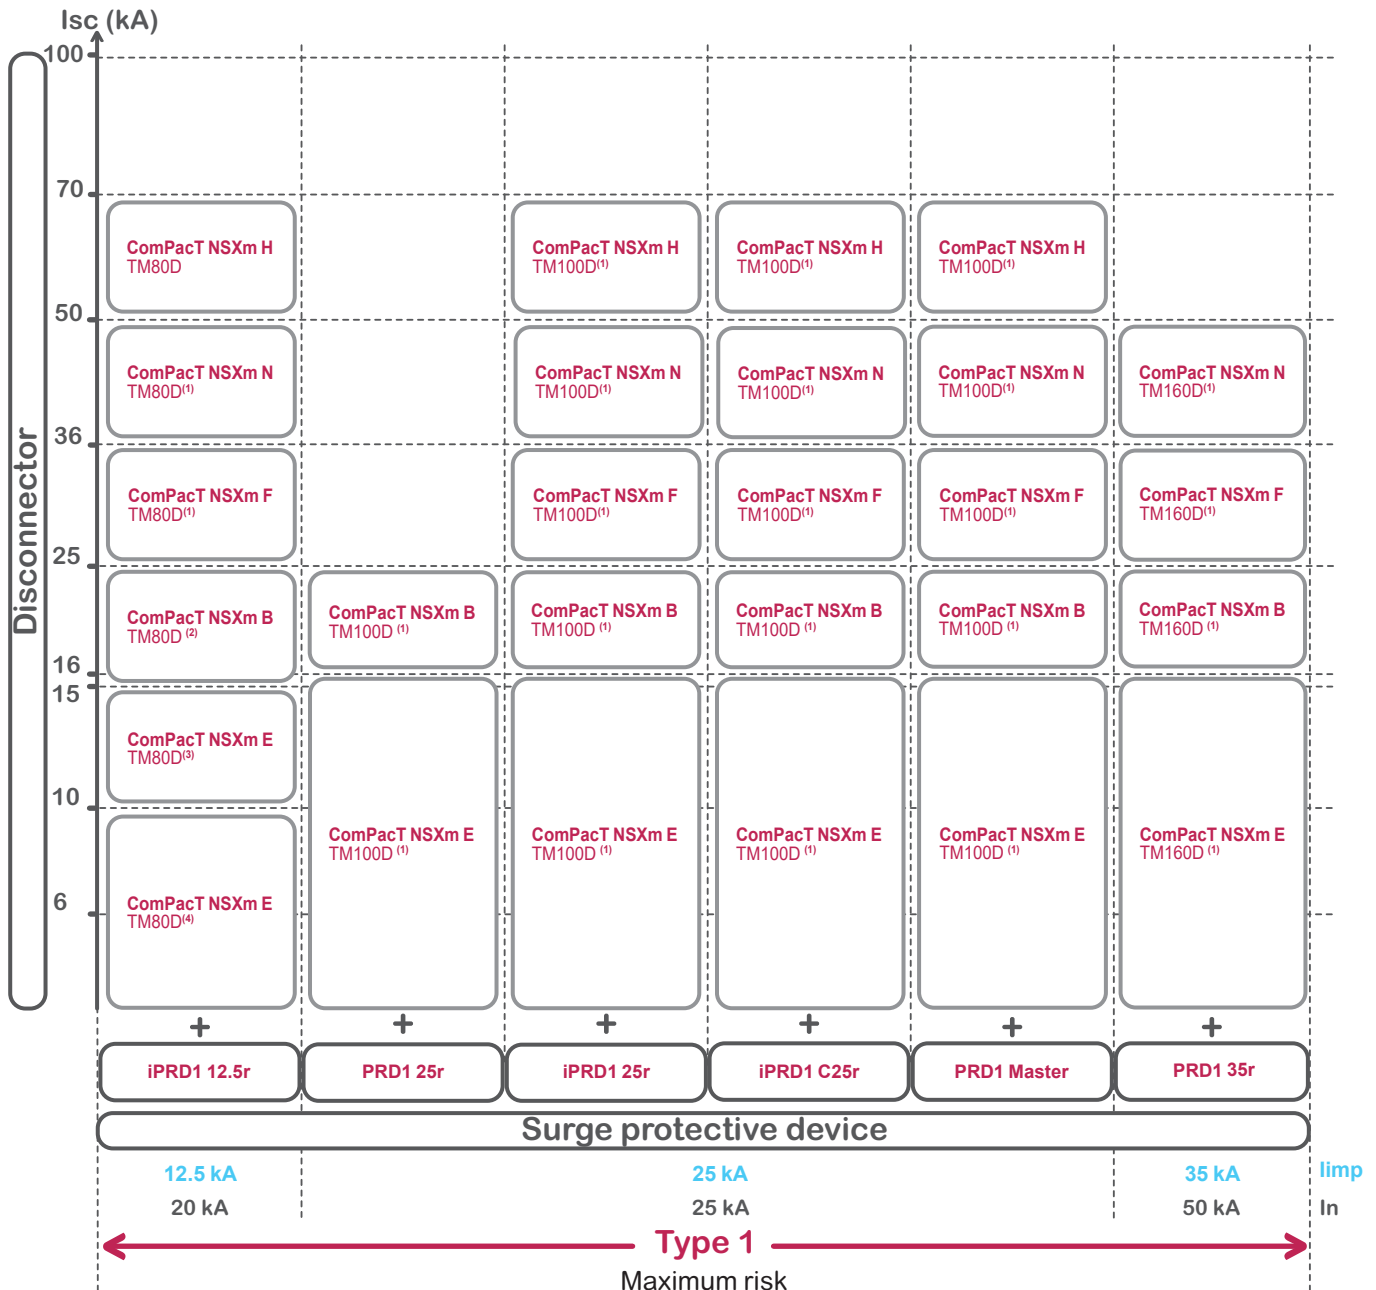 Isc (kA)
100
70
ComPacT NSXm H
TM80D
ComPacT NSXm H
TM100D(1)
ComPacT NSXm H
TM100D(1)
ComPacT NSXm H
TM100D(1)
50
ComPacT NSXm N
TM80D(1)
ComPacT NSXm N
TM100D(1)
ComPacT NSXm N
TM100D(1)
ComPacT NSXm N
TM100D(1)
ComPacT NSXm N
TM160D(1)
36
Disconnector
ComPacT NSXm F
TM80D(1)
ComPacT NSXm F
TM100D(1)
ComPacT NSXm F
TM100D(1)
ComPacT NSXm F
TM100D(1)
ComPacT NSXm F
TM160D(1)
25
ComPacT NSXm B
TM80D (2)
ComPacT NSXm B
TM100D (1)
ComPacT NSXm B
TM100D (1)
ComPacT NSXm B
TM100D (1)
ComPacT NSXm B
TM100D (1)
ComPacT NSXm B
TM160D (1)
16
15
ComPacT NSXm E
TM80D(3)
10
ComPacT NSXm E
TM80D(4)
ComPacT NSXm E
TM100D (1)
ComPacT NSXm E
TM100D (1)
ComPacT NSXm E
TM100D (1)
ComPacT NSXm E
TM100D (1)
ComPacT NSXm E
TM160D (1)
6
+ + + + + +
iPRD1 12.5r
PRD1 25r
iPRD1 25r
iPRD1 C25r
PRD1 Master
PRD1 35r
Surge protective device
12.5 kA 25 kA 35 kA limp
20 kA 25 kA 50 kA In
Type 1
Maximum risk